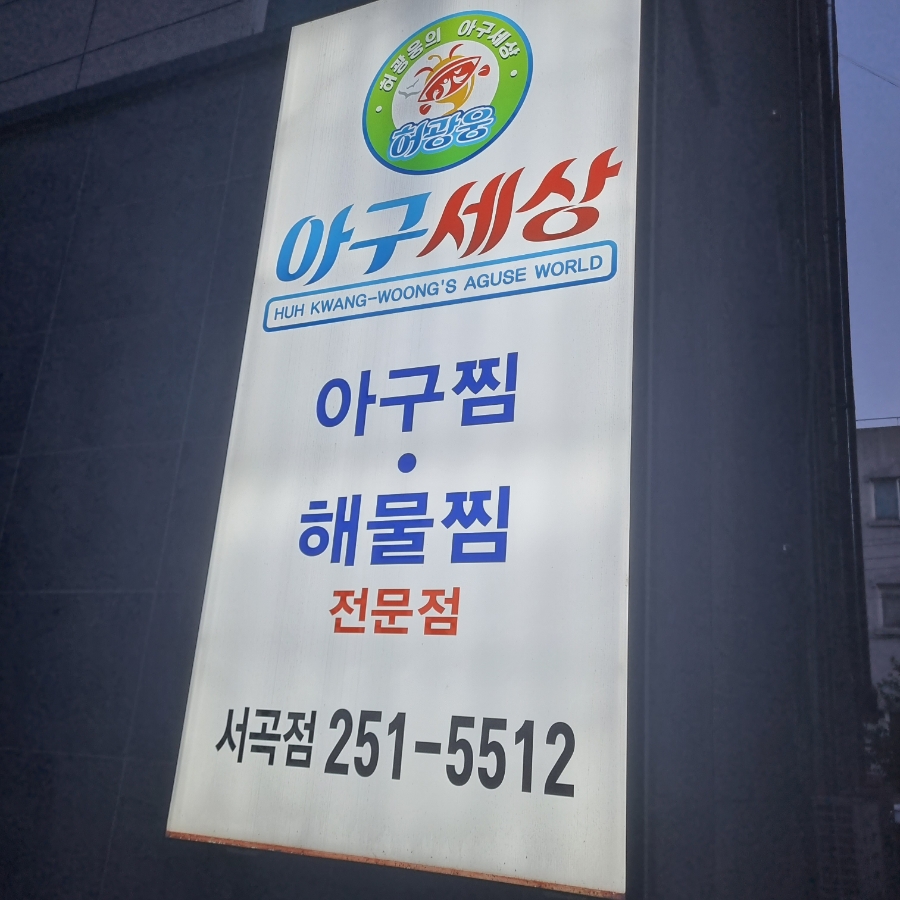 허광웅의 아구세상
허광웅
아구세상
HUH KWANG-WOONG'S AGUSE WORLD
아구찜
·
해물찜
전문점
서곡점 251-5512